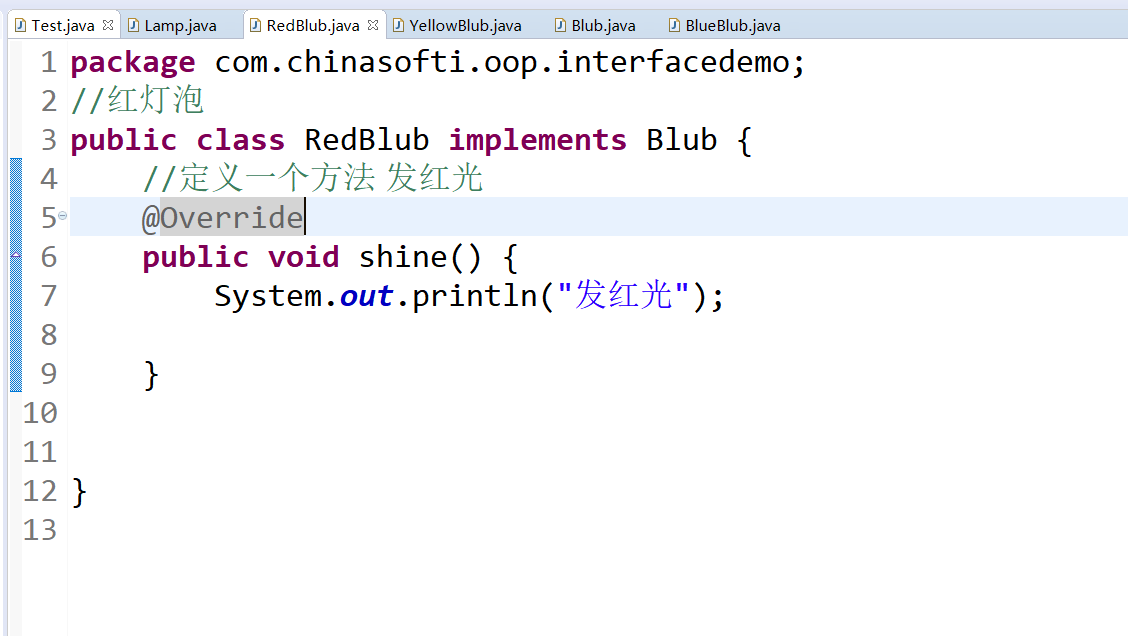 Test.java Lamp.java RedBlub.java YellowBlub.java Blub.java BlueBlub.java
1 package com.chinasofti.oop.interfacedemo;
2 //红灯泡
3 public class RedBlub implements Blub {
4 //定义一个方法 发红光
5 @Override
6 public void shine() {
7 System.out.println("发红光");
8
9 }
10
11
12 }
13